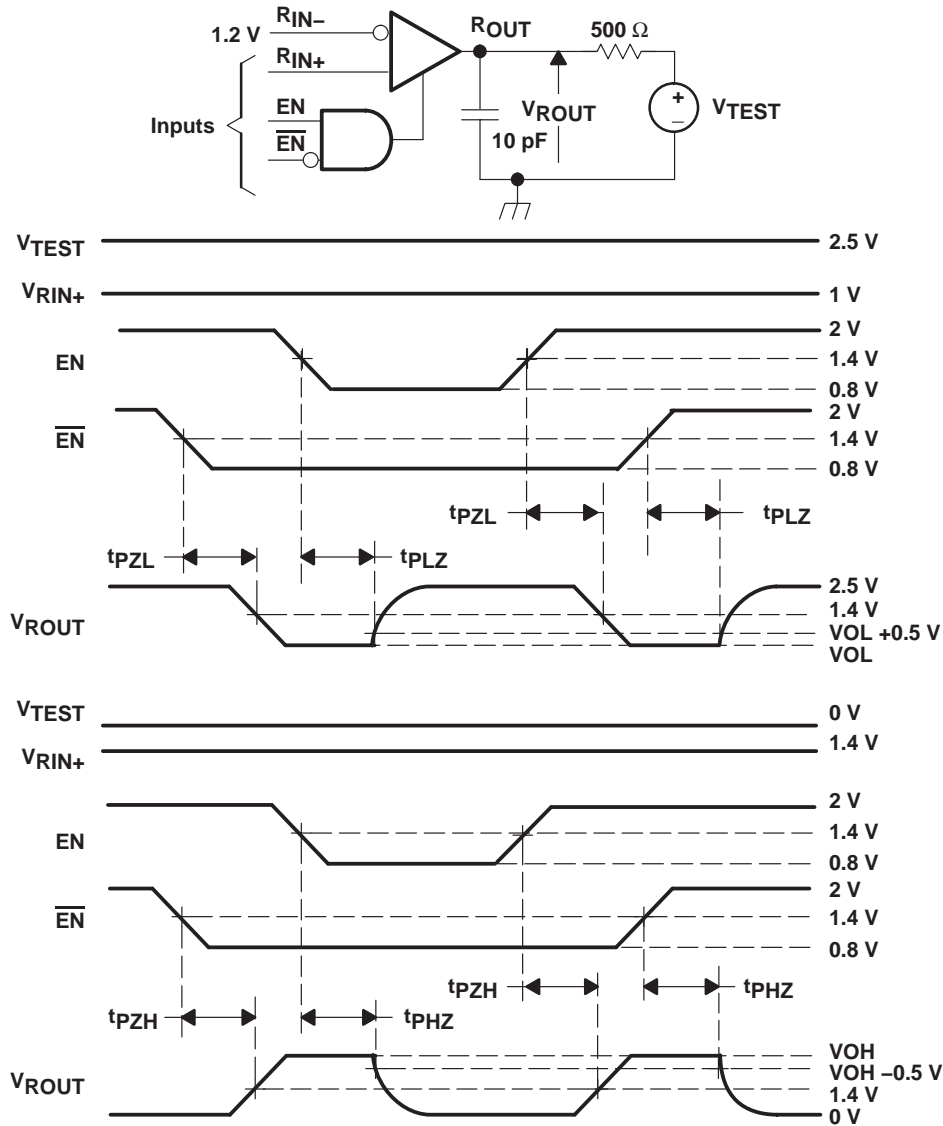 RIN−
1.2 V
RIN+
ROUT
500 Ω
EN
Inputs
EN
VROUT
10 pF
+
−
VTEST
VTEST 2.5 V
VRIN+ 1 V
2 V
EN 1.4 V
0.8 V
2 V
EN 1.4 V
0.8 V
tPZL tPLZ
tPZL tPLZ
2.5 V
1.4 V
VROUT
VOL +0.5 V
VOL
VTEST 0 V
VRIN+ 1.4 V
2 V
EN 1.4 V
0.8 V
2 V
EN 1.4 V
0.8 V
tPZH tPHZ
tPZH tPHZ
VOH
VOH −0.5 V
VROUT
1.4 V
0 V